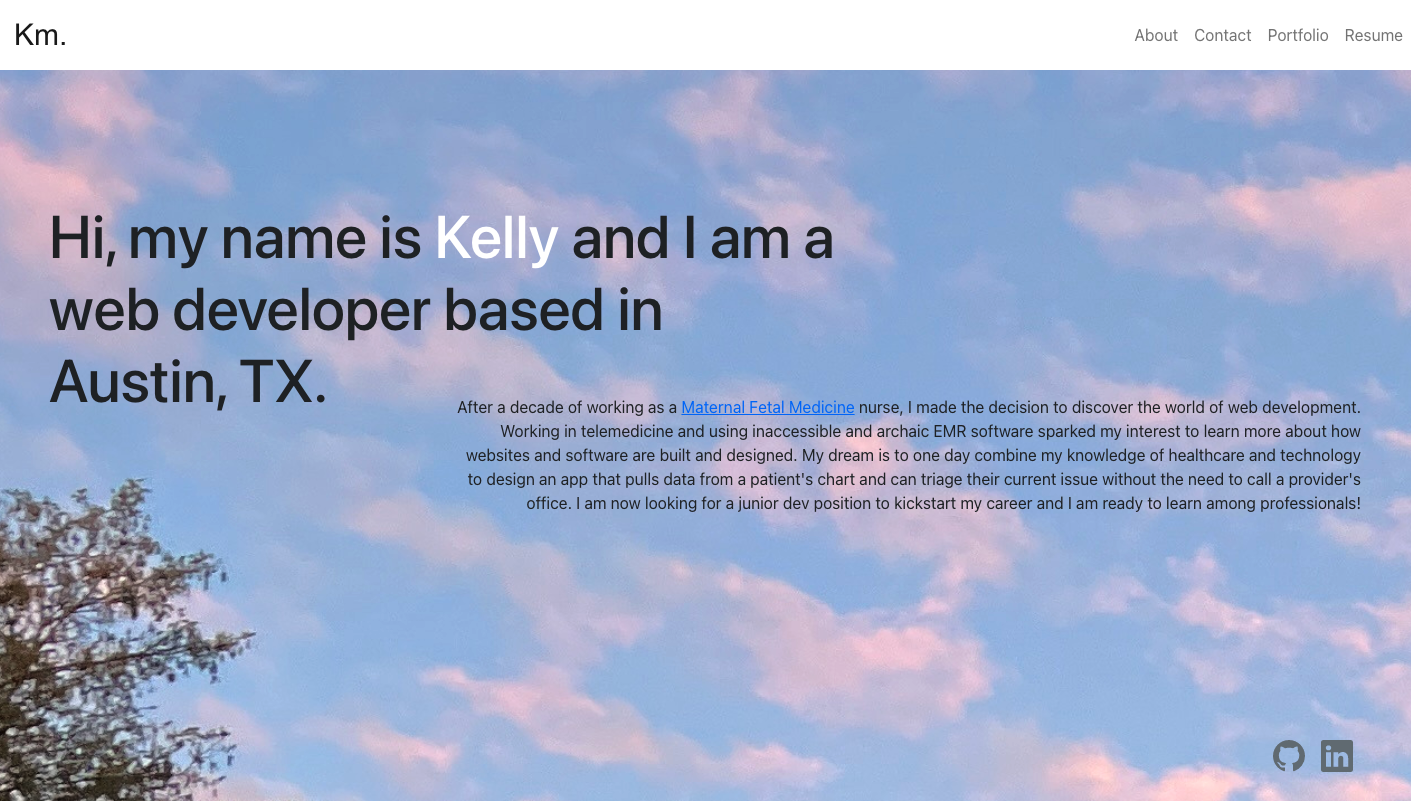 Km.
About Contact Portfolio Resume
Hi, my name is Kelly and I am a
web developer based in
Austin, TX.
After a decade of working as a Maternal Fetal Medicine nurse, I made the decision to discover the world of web development.
Working in telemedicine and using inaccessible and archaic EMR software sparked my interest to learn more about how
websites and software are built and designed. My dream is to one day combine my knowledge of healthcare and technology
to design an app that pulls data from a patient's chart and can triage their current issue without the need to call a provider's
office. I am now looking for a junior dev position to kickstart my career and I am ready to learn among professionals!
in